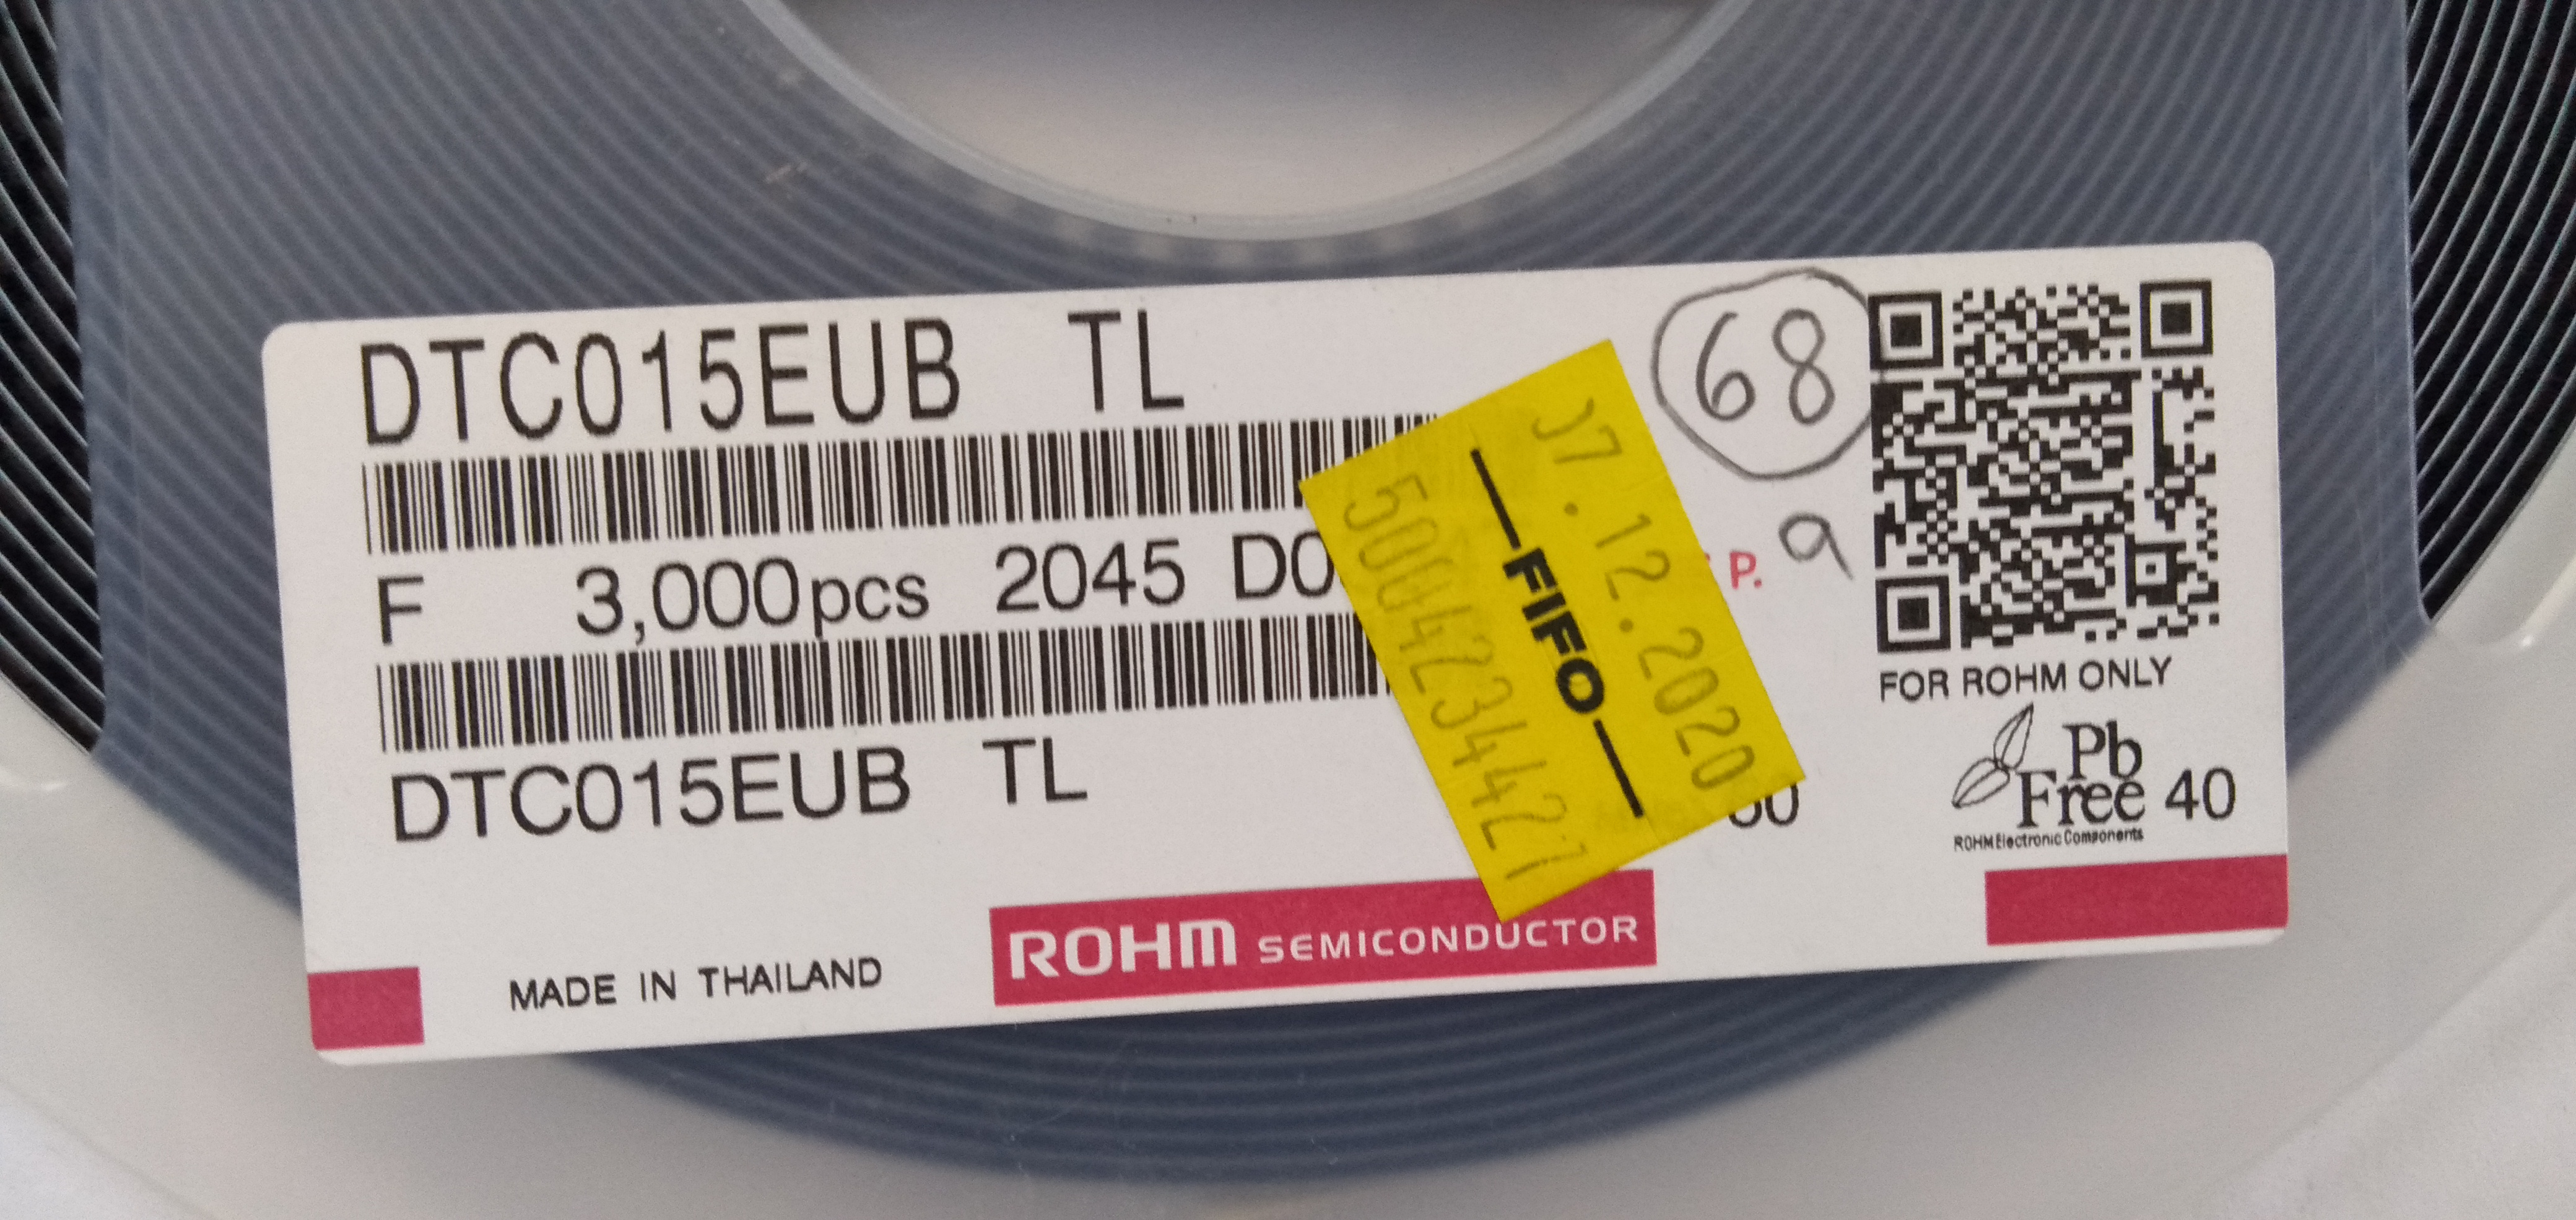 DTC015EUB TL
68
F 3,000pcs 2045 D0
P.
a
FIFO
.12.2020
5004234421
FOR ROHM ONLY
DTC015EUB TL
Pb
Free 40
ROHM Electronic Components
MADE IN THAILAND
ROHM SEMICONDUCTOR